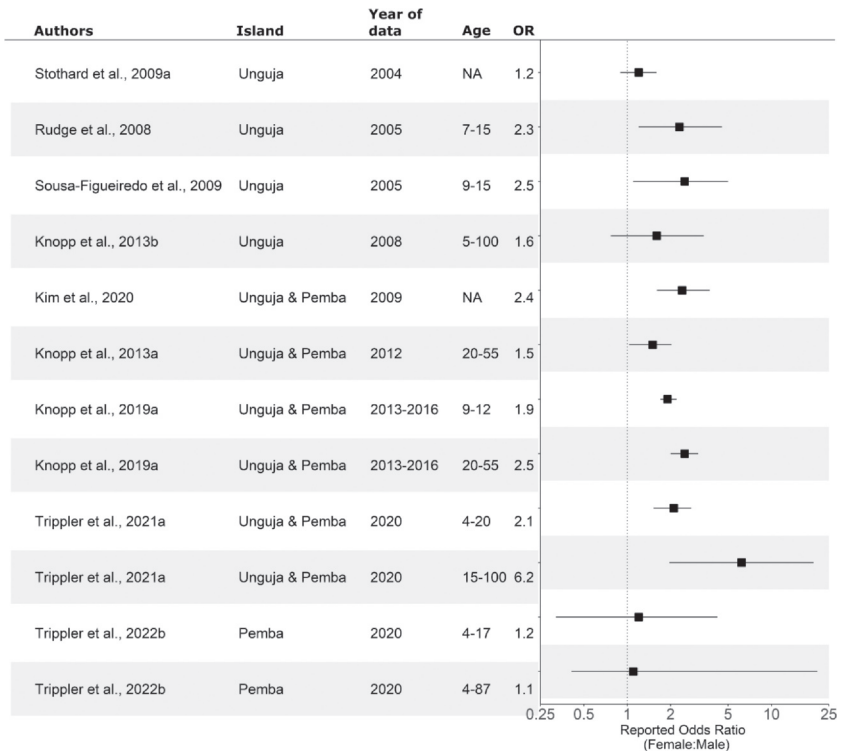 Authors Island Year of data Age OR
Stothard et al., 2009a Unguja 2004 NA 1.2
Rudge et al., 2008 Unguja 2005 7-15 2.3
Sousa-Figueiredo et al., 2009 Unguja 2005 9-15 2.5
Knopp et al., 2013b Unguja 2008 5-100 1.6
Kim et al., 2020 Unguja & Pemba 2009 NA 2.4
Knopp et al., 2013a Unguja & Pemba 2012 20-55 1.5
Knopp et al., 2019a Unguja & Pemba 2013-2016 9-12 1.9
Knopp et al., 2019a Unguja & Pemba 2013-2016 20-55 2.5
Trippler et al., 2021a Unguja & Pemba 2020 4-20 2.1
Trippler et al., 2021a Unguja & Pemba 2020 15-100 6.2
Trippler et al., 2022b Pemba 2020 4-17 1.2
Trippler et al., 2022b Pemba 2020 4-87 1.1
0.25 0.5 1 2 5 10 25
Reported Odds Ratio
(Female:Male)